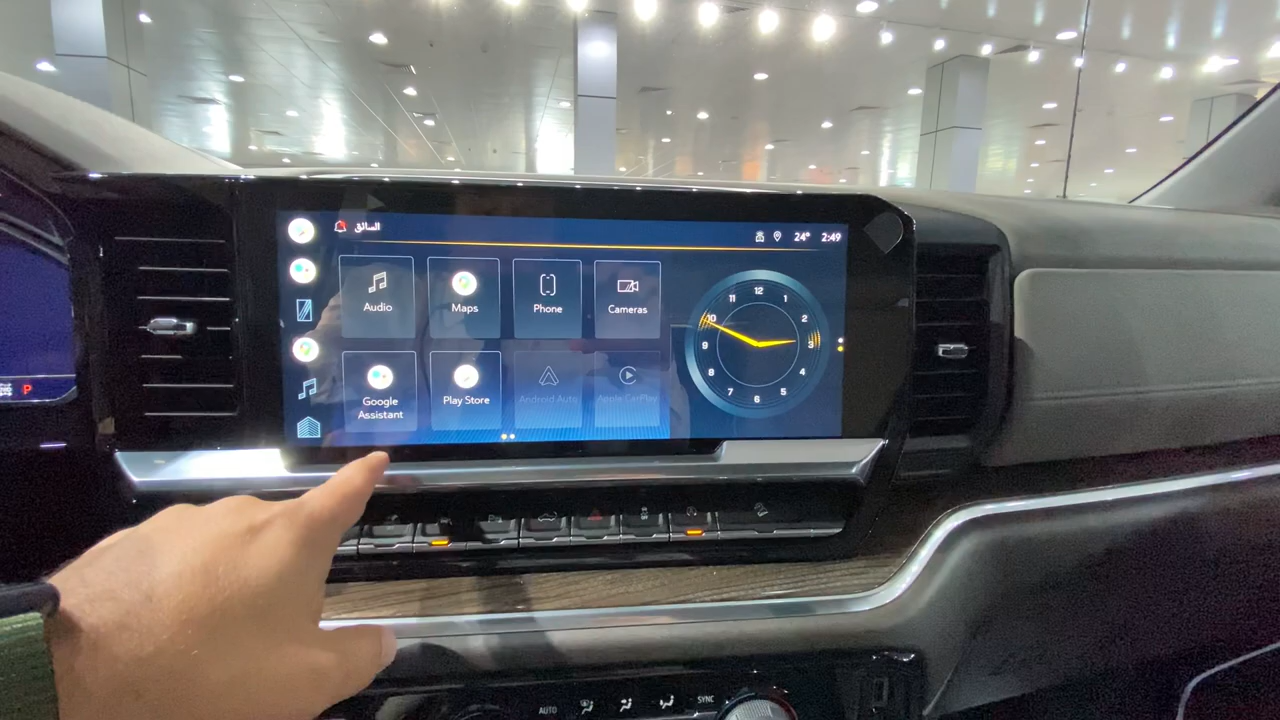 السائق
24° 2:49
Audio
Maps
Phone
Cameras
12
1
2
3
4
5
6
7
8
9
10
11
Google
Assistant
Play Store
Android Auto
Apple CarPlay
P
AUTO
SYNC